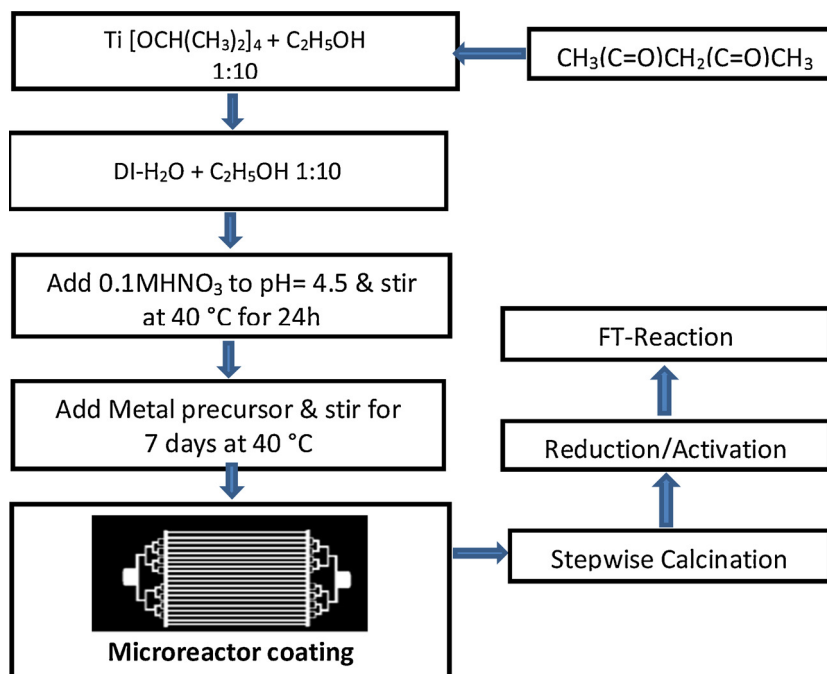 Ti [OCH(CH₃)₂]₄ + C₂H₅OH
1:10
CH₃(C=O)CH₂(C=O)CH₃
DI-H₂O + C₂H₅OH 1:10
Add 0.1MHNO₃ to pH= 4.5 & stir
at 40 °C for 24h
Add Metal precursor & stir for
7 days at 40 °C
Microreactor coating
Stepwise Calcination
Reduction/Activation
FT-Reaction